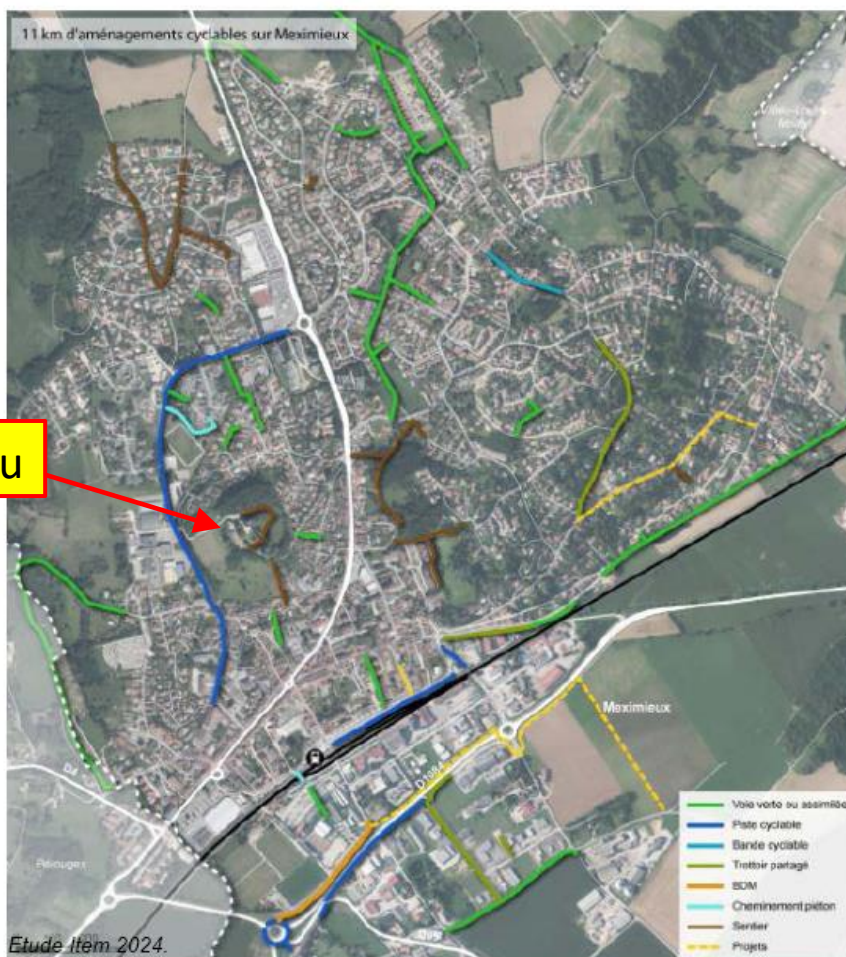 11 km d'aménagements cyclables sur Meximieux
u
Meximieux
D1084
D4
Pérouges
Voie verte ou assimilée
Piste cyclable
Bande cyclable
Trottoir partagé
BDM
Cheminement piéton
Sentier
Projets
Etude Item 2024.